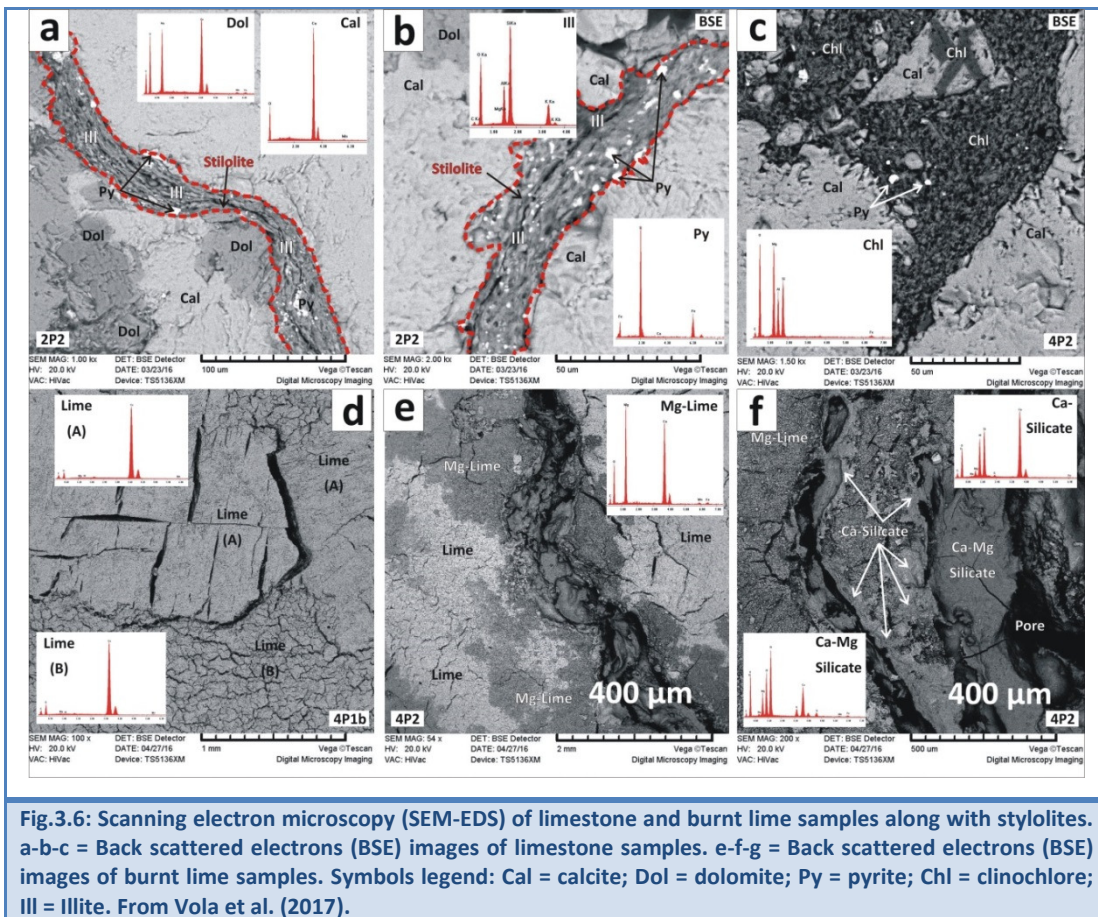 a
Dol
Cal
Ill
Py
Ill
Stilolite
Dol
Dol
Cal
Ill
Py
Dol
2P2
SEM MAG: 1.00 kx DET: BSE Detector
HV: 20.0 kV DATE: 03/23/16 100 um Vega ©Tescan
VAC: HiVac Device: TS5136XM Digital Microscopy Imaging
b
Dol
Ill
BSE
Cal
Cal
Ill
Stilolite
Py
Ill
Cal
Py
2P2
SEM MAG: 2.00 kx DET: BSE Detector
HV: 20.0 kV DATE: 03/23/16 50 um Vega ©Tescan
VAC: HiVac Device: TS5136XM Digital Microscopy Imaging
c
Chl
Chl
BSE
Cal
Chl
Cal
Py
Cal
Chl
4P2
SEM MAG: 1.50 kx DET: BSE Detector
HV: 20.0 kV DATE: 03/23/16 50 um Vega ©Tescan
VAC: HiVac Device: TS5136XM Digital Microscopy Imaging
Lime
(A)
d
Lime
(A)
Lime
(A)
Lime
(B)
Lime
(B)
4P1b
SEM MAG: 100 x DET: BSE Detector
HV: 20.0 kV DATE: 04/27/16 1 mm Vega ©Tescan
VAC: HiVac Device: TS5136XM Digital Microscopy Imaging
e
Mg-Lime
Mg-Lime
Lime
Lime
Lime
Mg-Lime
400 µm
4P2
SEM MAG: 54 x DET: BSE Detector
HV: 20.0 kV DATE: 04/27/16 2 mm Vega ©Tescan
VAC: HiVac Device: TS5136XM Digital Microscopy Imaging
Mg-Lime
Ca-
Silicate
f
Ca-Silicate
Ca-Mg
Silicate
Pore
Ca-Mg
Silicate
400 µm
4P2
SEM MAG: 200 x DET: BSE Detector
HV: 20.0 kV DATE: 04/27/16 500 um Vega ©Tescan
VAC: HiVac Device: TS5136XM Digital Microscopy Imaging
Fig.3.6: Scanning electron microscopy (SEM-EDS) of limestone and burnt lime samples along with stylolites.
a-b-c = Back scattered electrons (BSE) images of limestone samples. e-f-g = Back scattered electrons (BSE)
images of burnt lime samples. Symbols legend: Cal = calcite; Dol = dolomite; Py = pyrite; Chl = clinochlore;
Ill = Illite. From Vola et al. (2017).